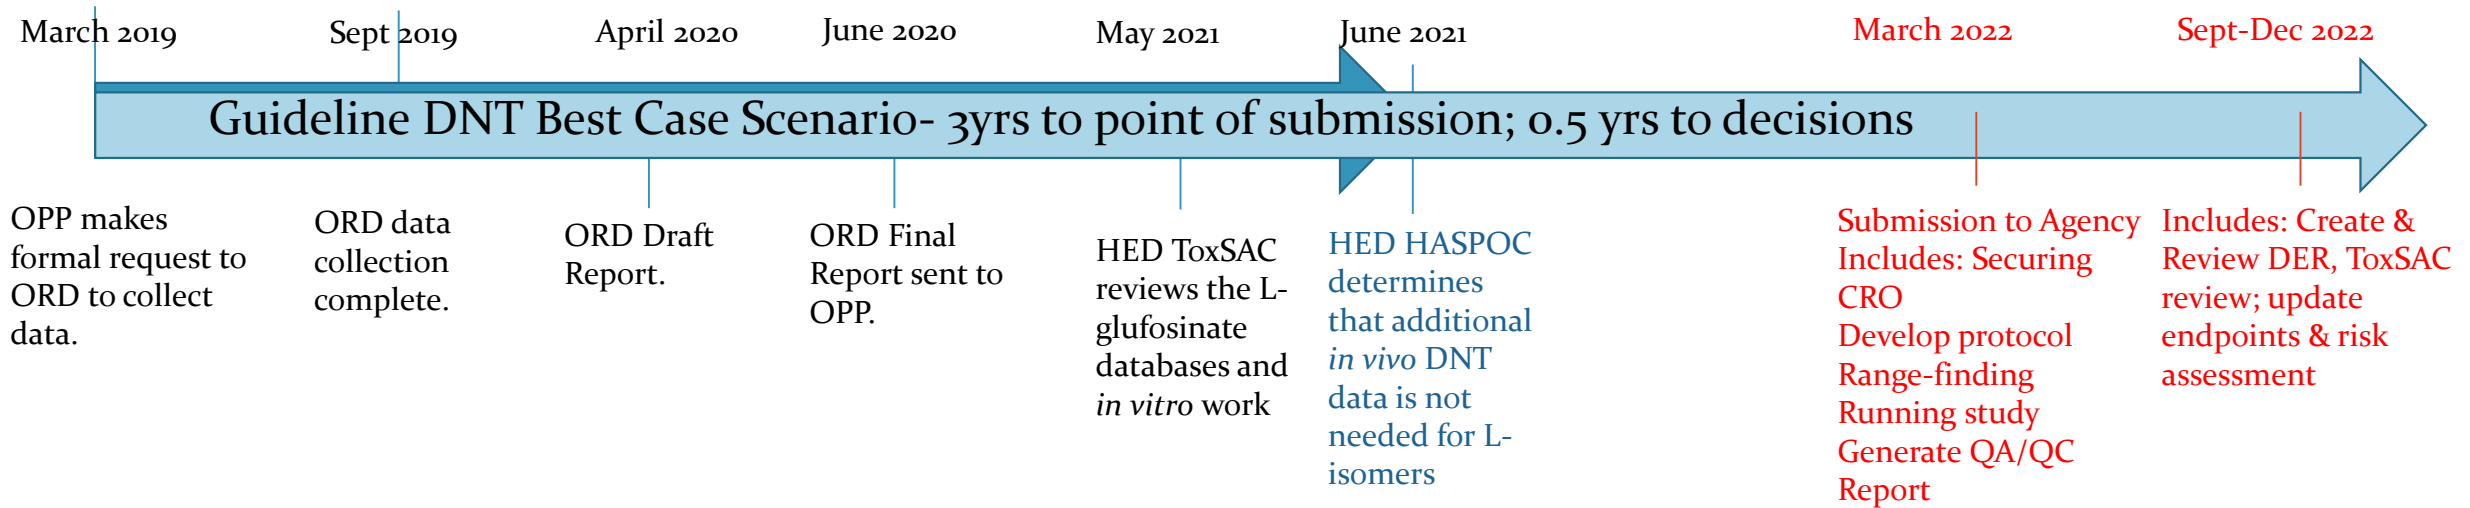 March 2019
Sept 2019
April 2020
June 2020
May 2021
June 2021
March 2022
Sept-Dec 2022
Guideline DNT Best Case Scenario- 3yrs to point of submission; 0.5 yrs to decisions
OPP makes
formal request to
ORD to collect
data.
ORD data
collection
complete.
ORD Draft
Report.
ORD Final
Report sent to
OPP.
HED ToxSAC
reviews the L-
glufosinate
databases and
in vitro work
HED HASPOC
determines
that additional
in vivo DNT
data is not
needed for L-
isomers
Submission to Agency
Includes: Securing
CRO
Develop protocol
Range-finding
Running study
Generate QA/QC
Report
Includes: Create &
Review DER, ToxSAC
review; update
endpoints & risk
assessment